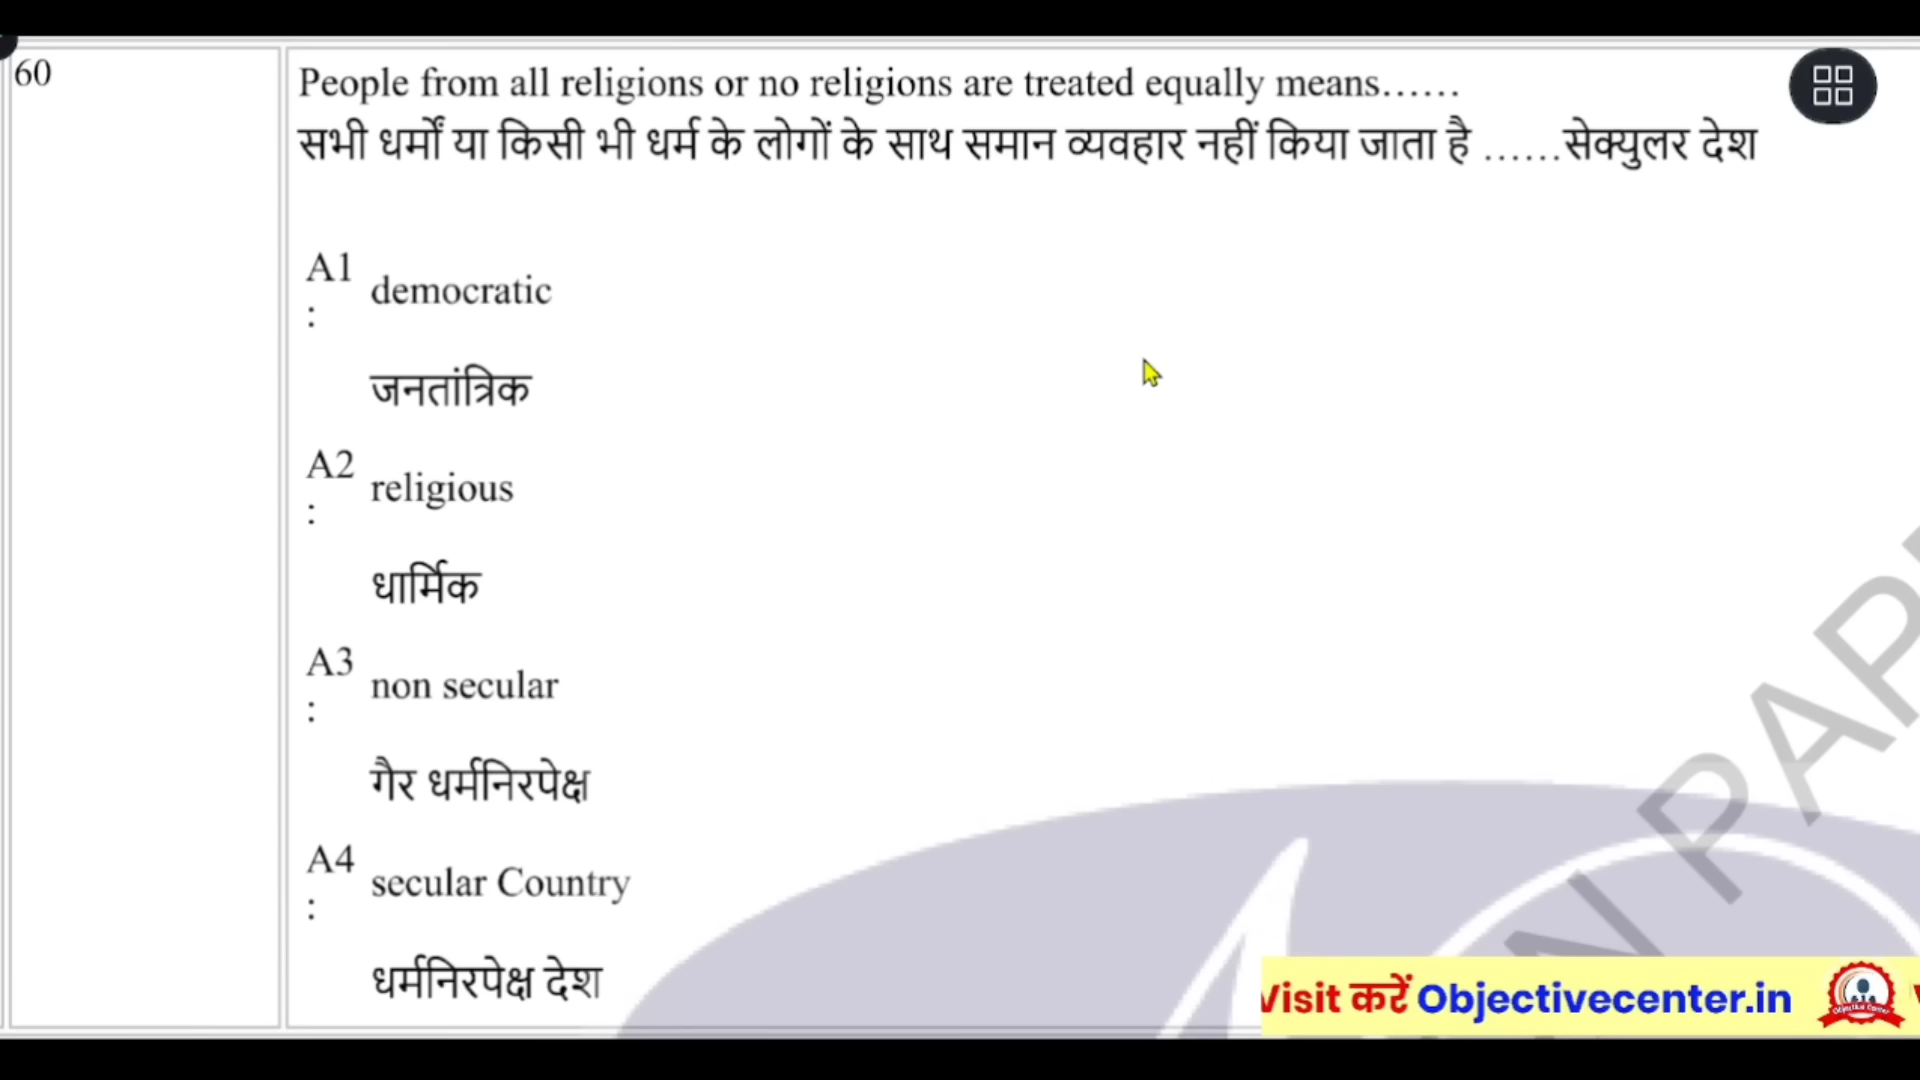 60
People from all religions or no religions are treated equally means......
सभी धर्मों या किसी भी धर्म के लोगों के साथ समान व्यवहार नहीं किया जाता है ......सेक्युलर देश
A1
:
democratic
जनतांत्रिक
A2
:
religious
धार्मिक
A3
:
non secular
गैर धर्मनिरपेक्ष
A4
:
secular Country
धर्मनिरपेक्ष देश
N PAP
Visit करें Objectivecenter.in